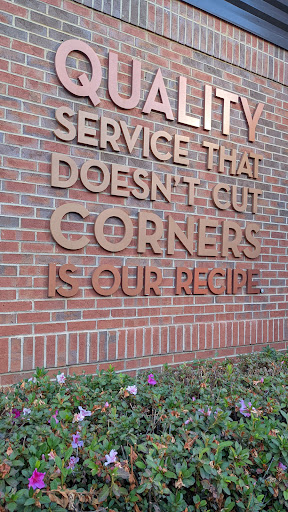 QUALITY
SERVICE THAT
DOESN'T CUT
CORNERS
IS OUR RECIPE.